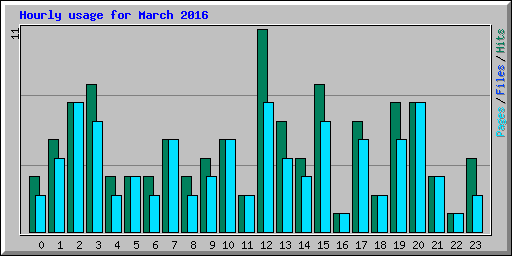 Hourly usage for March 2016
11
Pages / Files / Hits
0 1 2 3 4 5 6 7 8 9 10 11 12 13 14 15 16 17 18 19 20 21 22 23